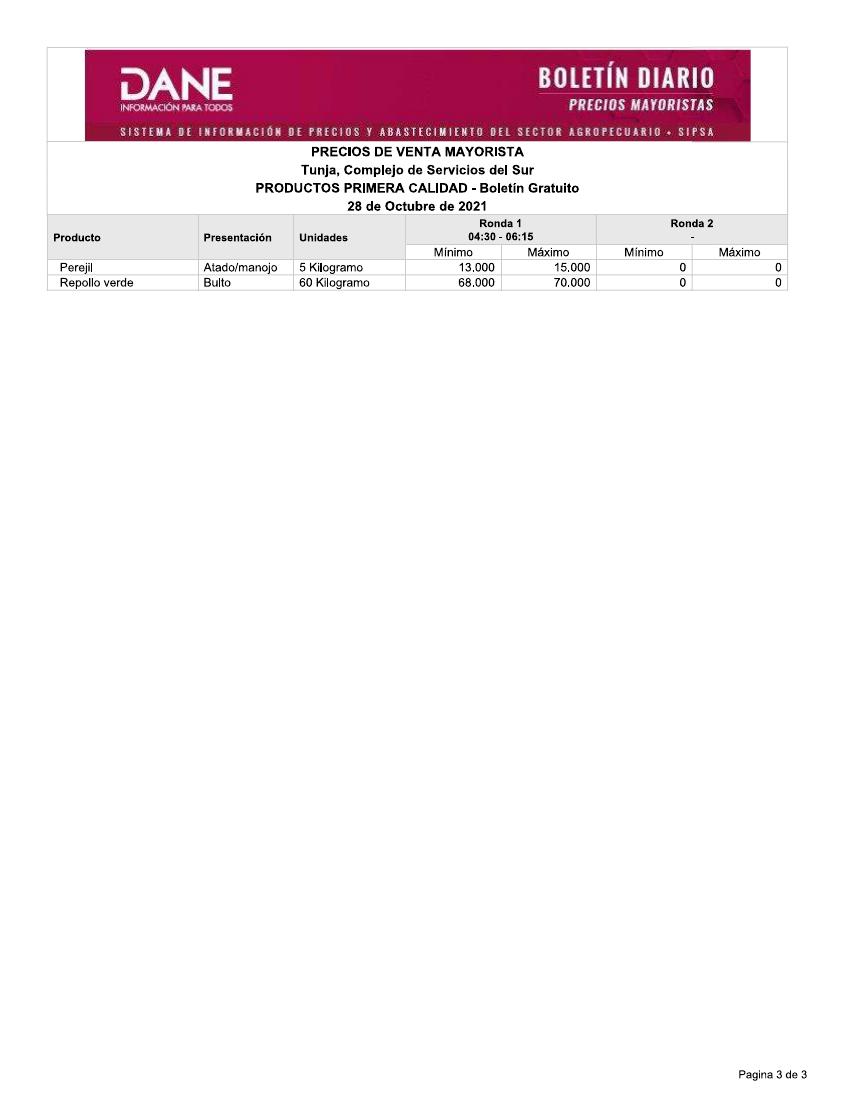 DANE
INFORMACIÓN PARA TODOS
BOLETÍN DIARIO
PRECIOS MAYORISTAS
SISTEMA DE INFORMACIÓN DE PRECIOS Y ABASTECIMIENTO DEL SECTOR AGROPECUARIO • SIPSA
PRECIOS DE VENTA MAYORISTA
Tunja, Complejo de Servicios del Sur
PRODUCTOS PRIMERA CALIDAD - Boletín Gratuito
28 de Octubre de 2021
Producto Presentación Unidades Ronda 1 Ronda 2
04:30 - 06:15 -
Mínimo Máximo Mínimo Máximo
Perejil Atado/manojo 5 Kilogramo 13.000 15.000 0 0
Repollo verde Bulto 60 Kilogramo 68.000 70.000 0 0
Pagina 3 de 3